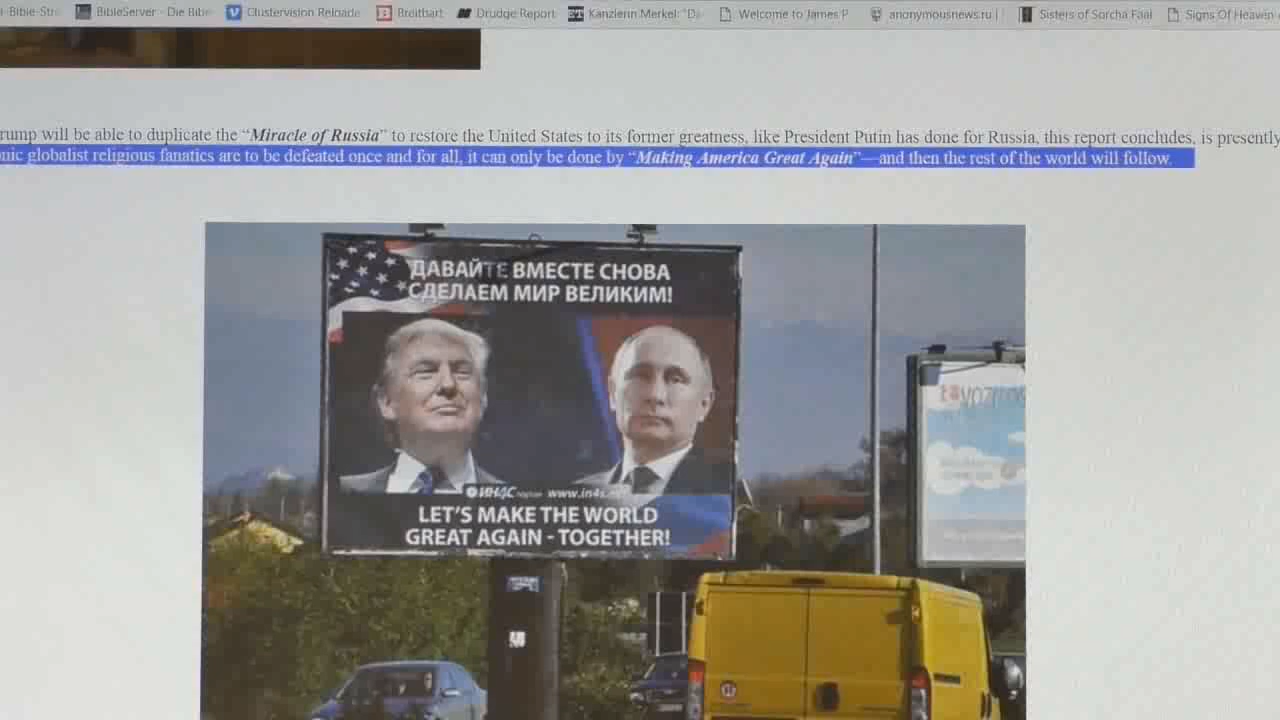 BibleServer - Die Bibe
Clustervision Reloade
Breitbart
Drudge Report
Kanzlerin Merkel: "Da
Welcome to James P
anonymousnews.ru |
Sisters of Sorcha Faal
Signs Of Heaven
rump will be able to duplicate the “Miracle of Russia” to restore the United States to its former greatness, like President Putin has done for Russia, this report concludes, is presently
nic globalist religious fanatics are to be defeated once and for all, it can only be done by “Making America Great Again”—and then the rest of the world will follow.
ДАВАЙТЕ ВМЕСТЕ СНОВА
СДЕЛАЕМ МИР ВЕЛИКИМ!
ИН4С портал www.in4s.net
LET'S MAKE THE WORLD
GREAT AGAIN - TOGETHER!